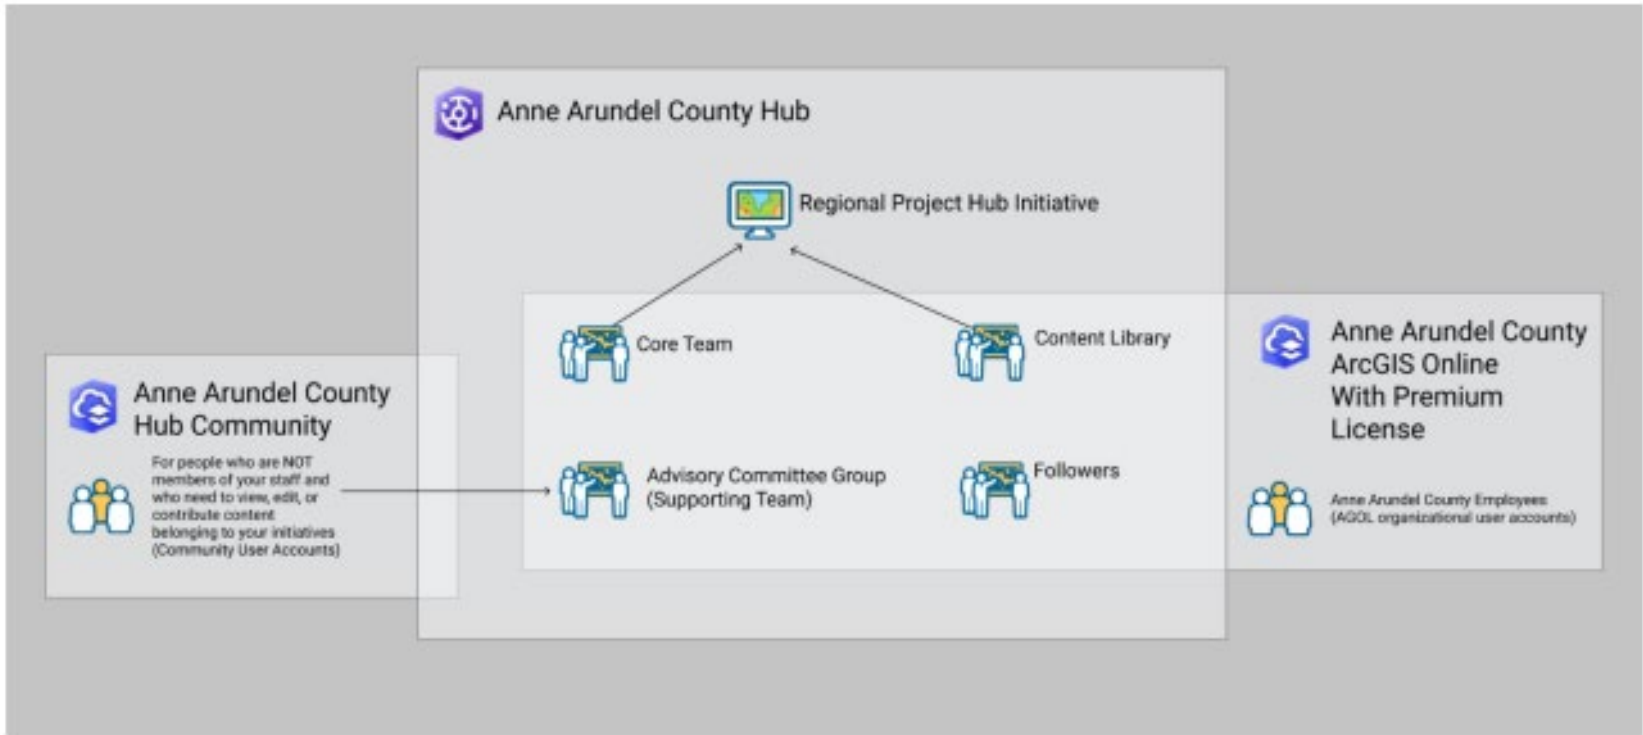 Anne Arundel County Hub
Regional Project Hub Initiative
Core Team
Content Library
Anne Arundel County
ArcGIS Online
With Premium
License
Anne Arundel County
Hub Community
For people who are NOT
members of your staff and
who need to view, edit, or
contribute content
belonging to your initiatives
(Community User Accounts)
Advisory Committee Group
(Supporting Team)
Followers
Anne Arundel County Employees
(AGOL organizational user accounts)